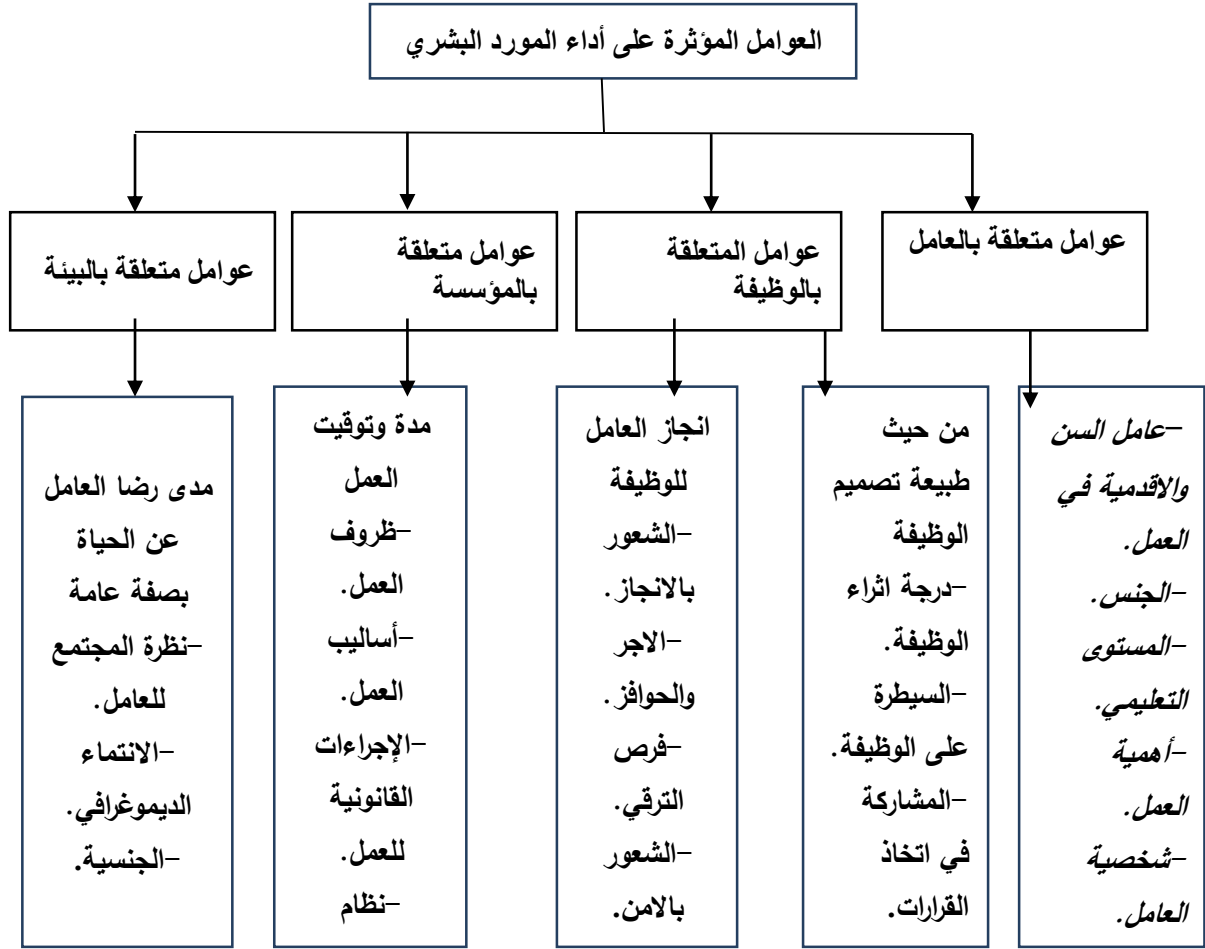 العوامل المؤثرة على أداء المورد البشري
عوامل متعلقة بالعامل
عوامل المتعلقة
بالوظيفة
عوامل متعلقة
بالمؤسسة
عوامل متعلقة بالبيئة
-عامل السن
والاقدمية في
العمل.
-الجنس.
-المستوى
التعليمي.
-أهمية
العمل.
-شخصية
العامل.
من حيث
طبيعة تصميم
الوظيفة
-درجة اثراء
الوظيفة.
-السيطرة
على الوظيفة.
-المشاركة
في اتخاذ
القرارات.
انجاز العامل
للوظيفة
-الشعور
بالانجاز.
-الاجر
والحوافز.
-فرص
الترقي.
-الشعور
بالامن.
مدة وتوقيت
العمل
-ظروف
العمل.
-أساليب
العمل.
-الإجراءات
القانونية
للعمل.
-نظام
مدى رضا العامل
عن الحياة
بصفة عامة
-نظرة المجتمع
للعامل.
-الانتماء
الديموغرافي.
-الجنسية.